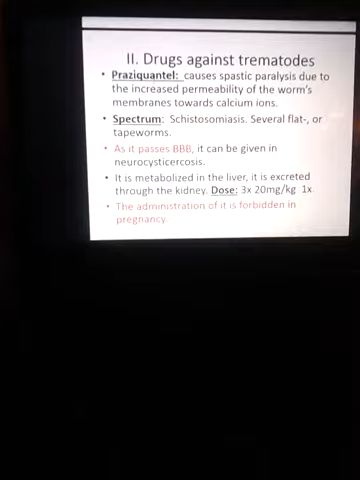 II. Drugs against trematodes
• Praziquantel: causes spastic paralysis due to
the increased permeability of the worm's
membranes towards calcium ions.
• Spectrum: Schistosomiasis. Several flat-, or
tapeworms.
• As it passes BBB, it can be given in
neurocysticercosis.
• It is metabolized in the liver, it is excreted
through the kidney. Dose: 3x 20mg/kg 1x
• The administration of it is forbidden in
pregnancy.